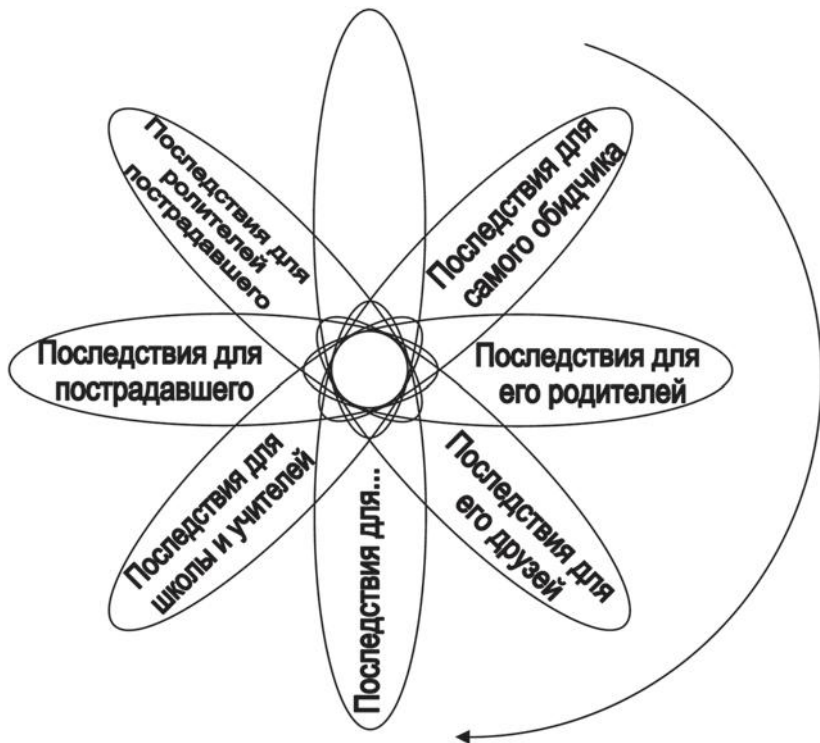 Последствия для
самого обидчика
Последствия для
его родителей
Последствия для
его друзей
Последствия для...
Последствия для
школы и учителей
Последствия для
пострадавшего
Последствия для
ролителей
пострадавшего